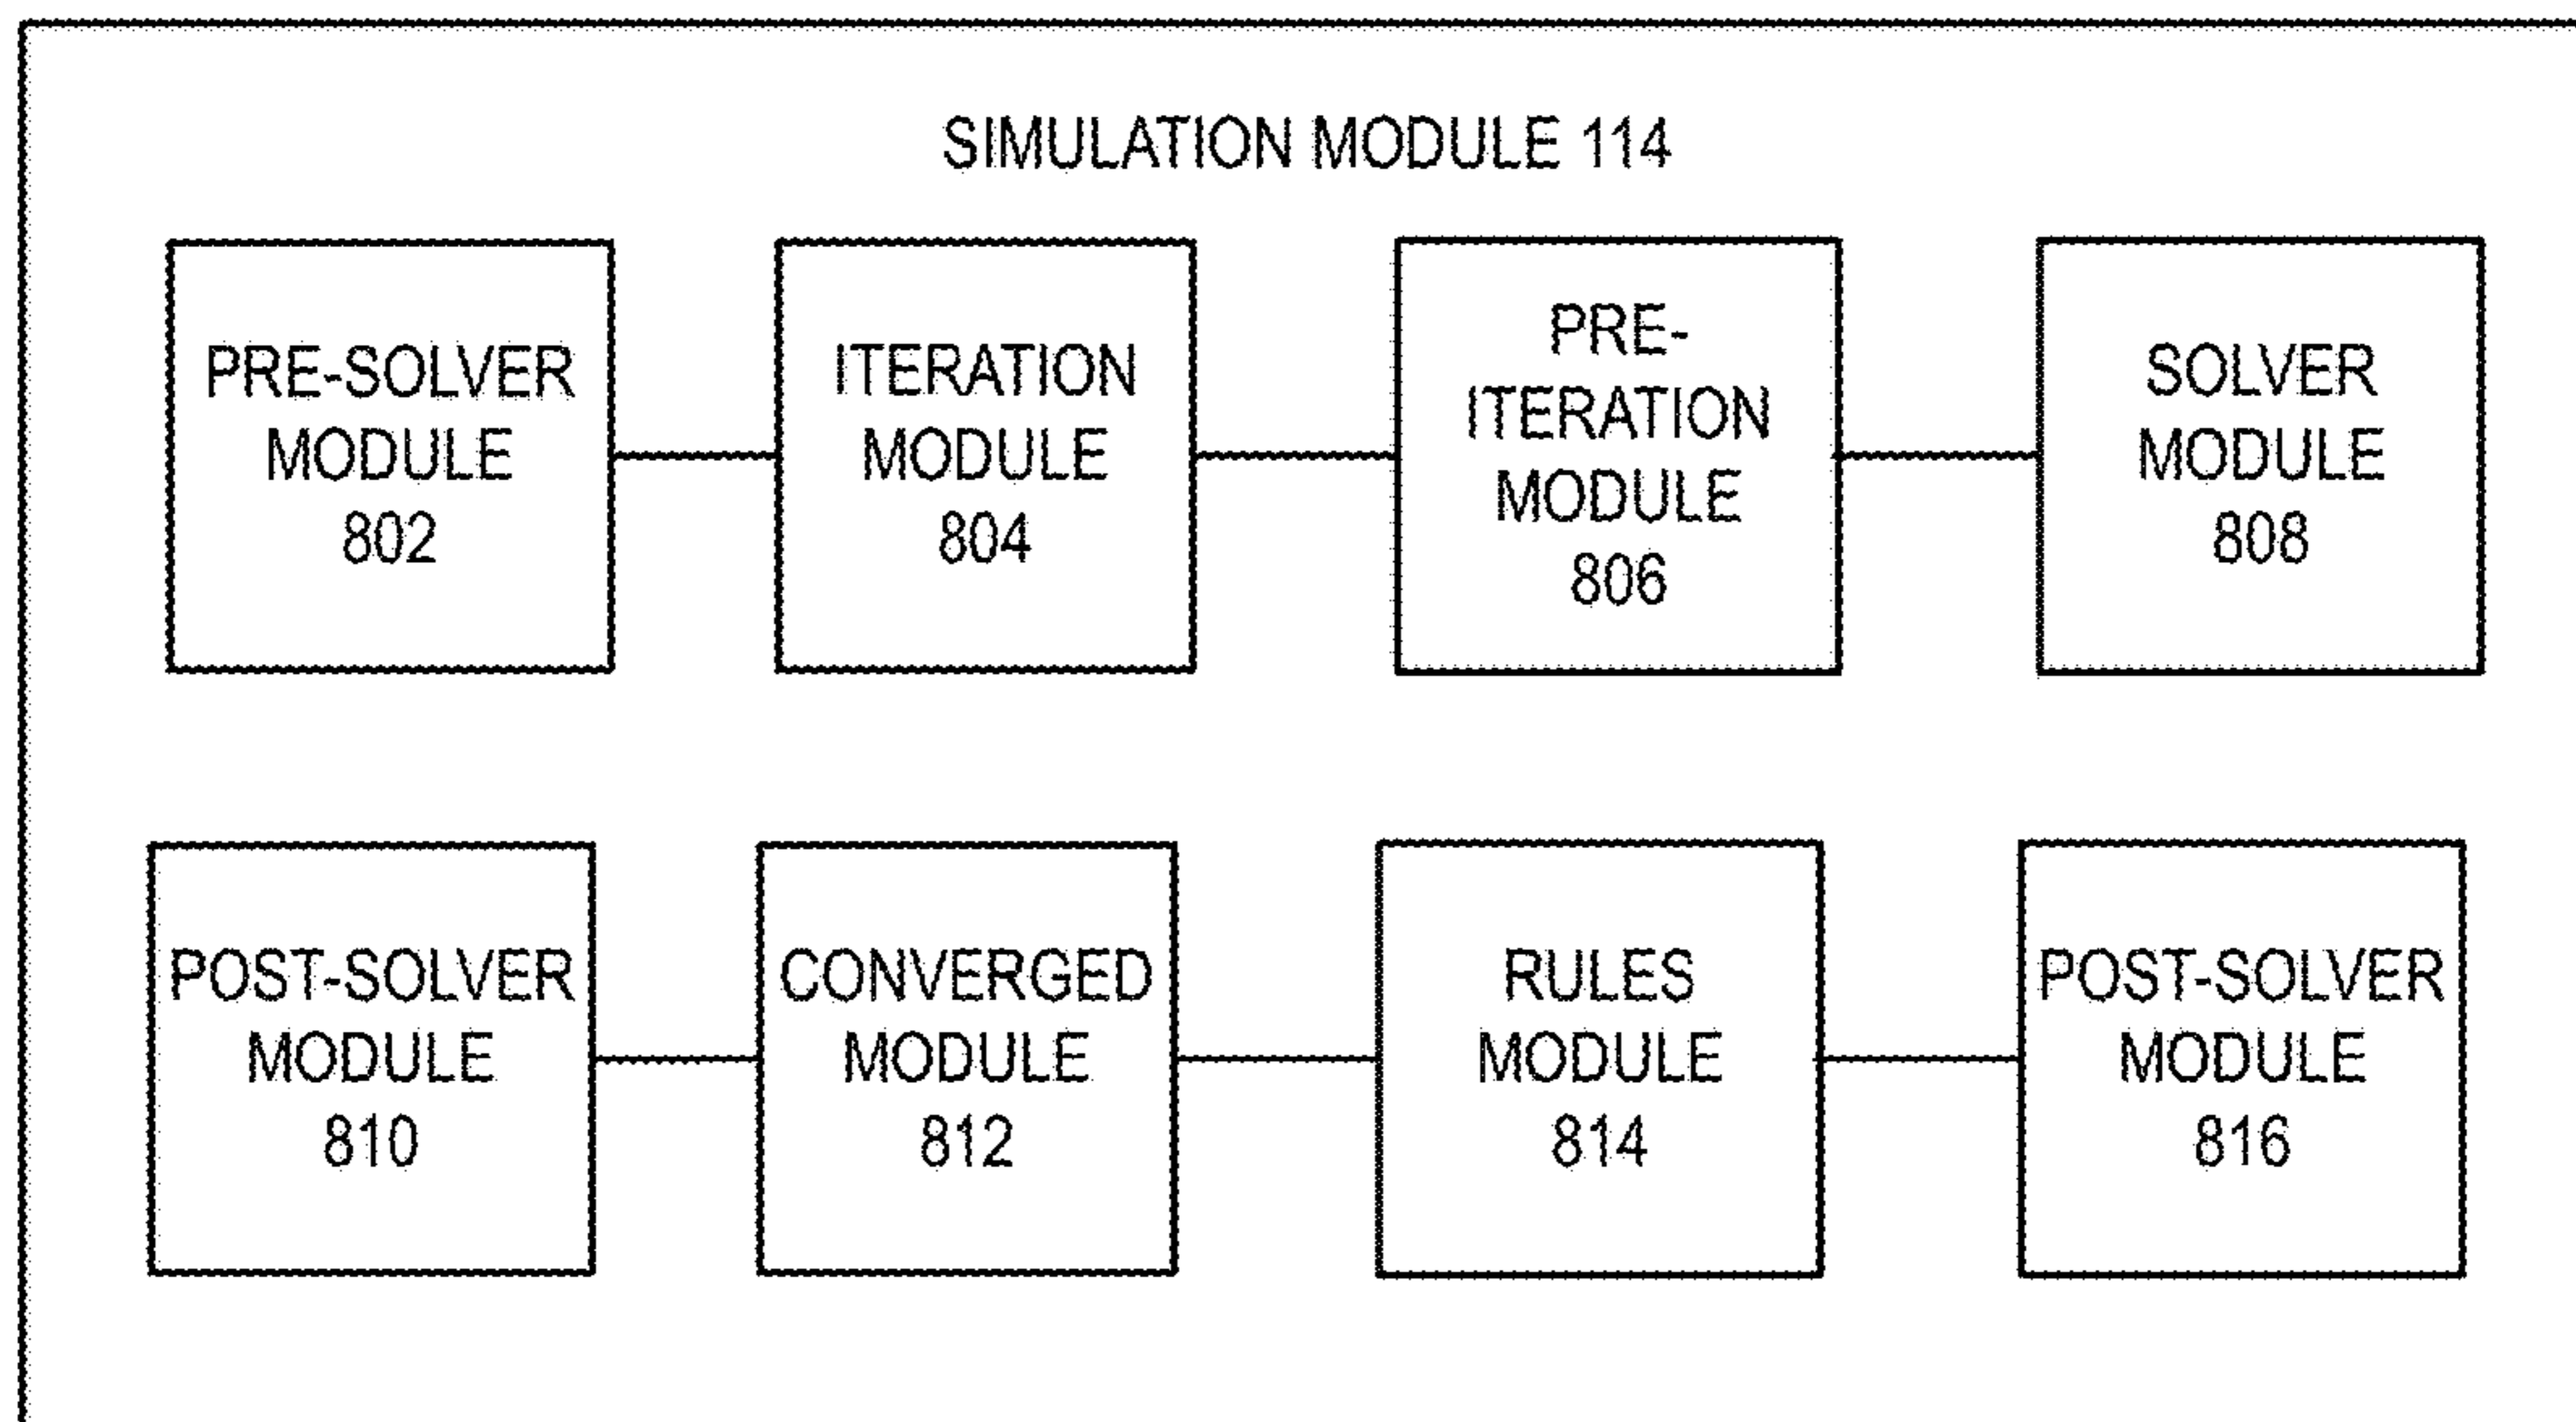 SIMULATION MODULE 114
PRE-SOLVER
MODULE
802
ITERATION
MODULE
804
PRE-
ITERATION
MODULE
806
SOLVER
MODULE
808
POST-SOLVER
MODULE
810
CONVERGED
MODULE
812
RULES
MODULE
814
POST-SOLVER
MODULE
816